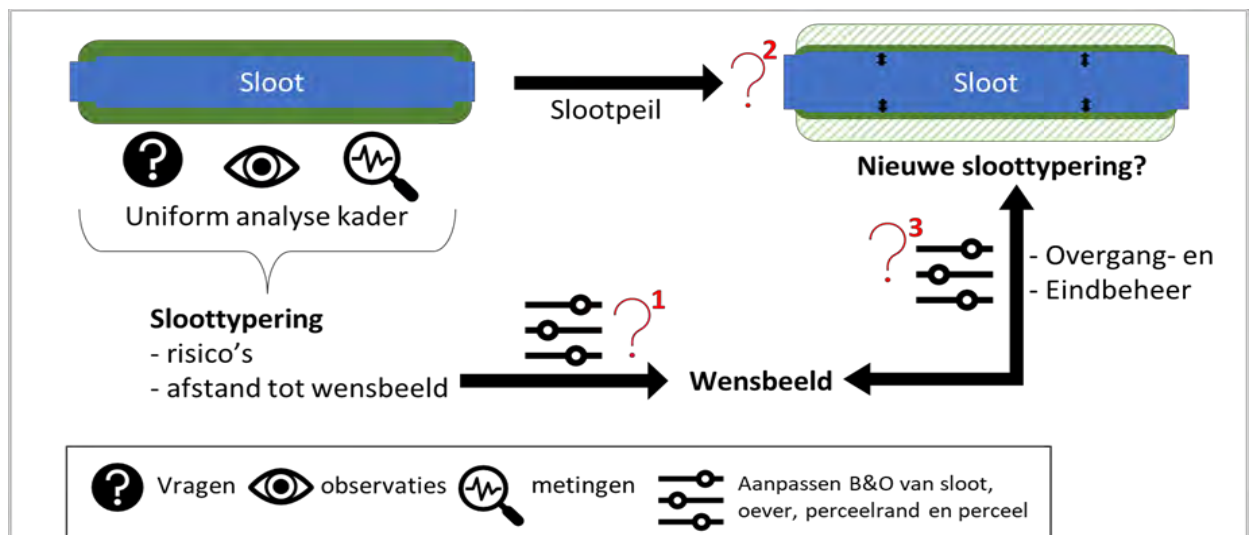 Sloot
?2
Sloot
Slootpeil
?
Nieuwe sloottypering?
Uniform analyse kader
?3
- Overgang- en
- Eindbeheer
Sloottypering
- risico's
- afstand tot wensbeeld
?1
Wensbeeld
? Vragen
observaties
metingen
Aanpassen B&O van sloot,
oever, perceelrand en perceel